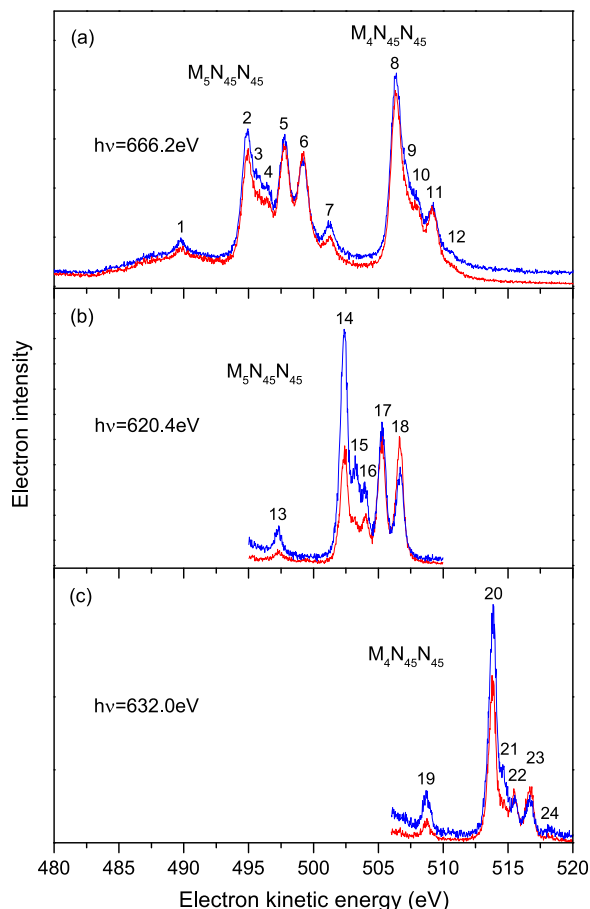 (a)
M5N45N45
M4N45N45
hν=666.2eV
1
2
3
4
5
6
7
8
9
10
11
12
(b)
M5N45N45
hν=620.4eV
13
14
15
16
17
18
Electron intensity
(c)
M4N45N45
hν=632.0eV
19
20
21
22
23
24
480 485 490 495 500 505 510 515 520
Electron kinetic energy (eV)